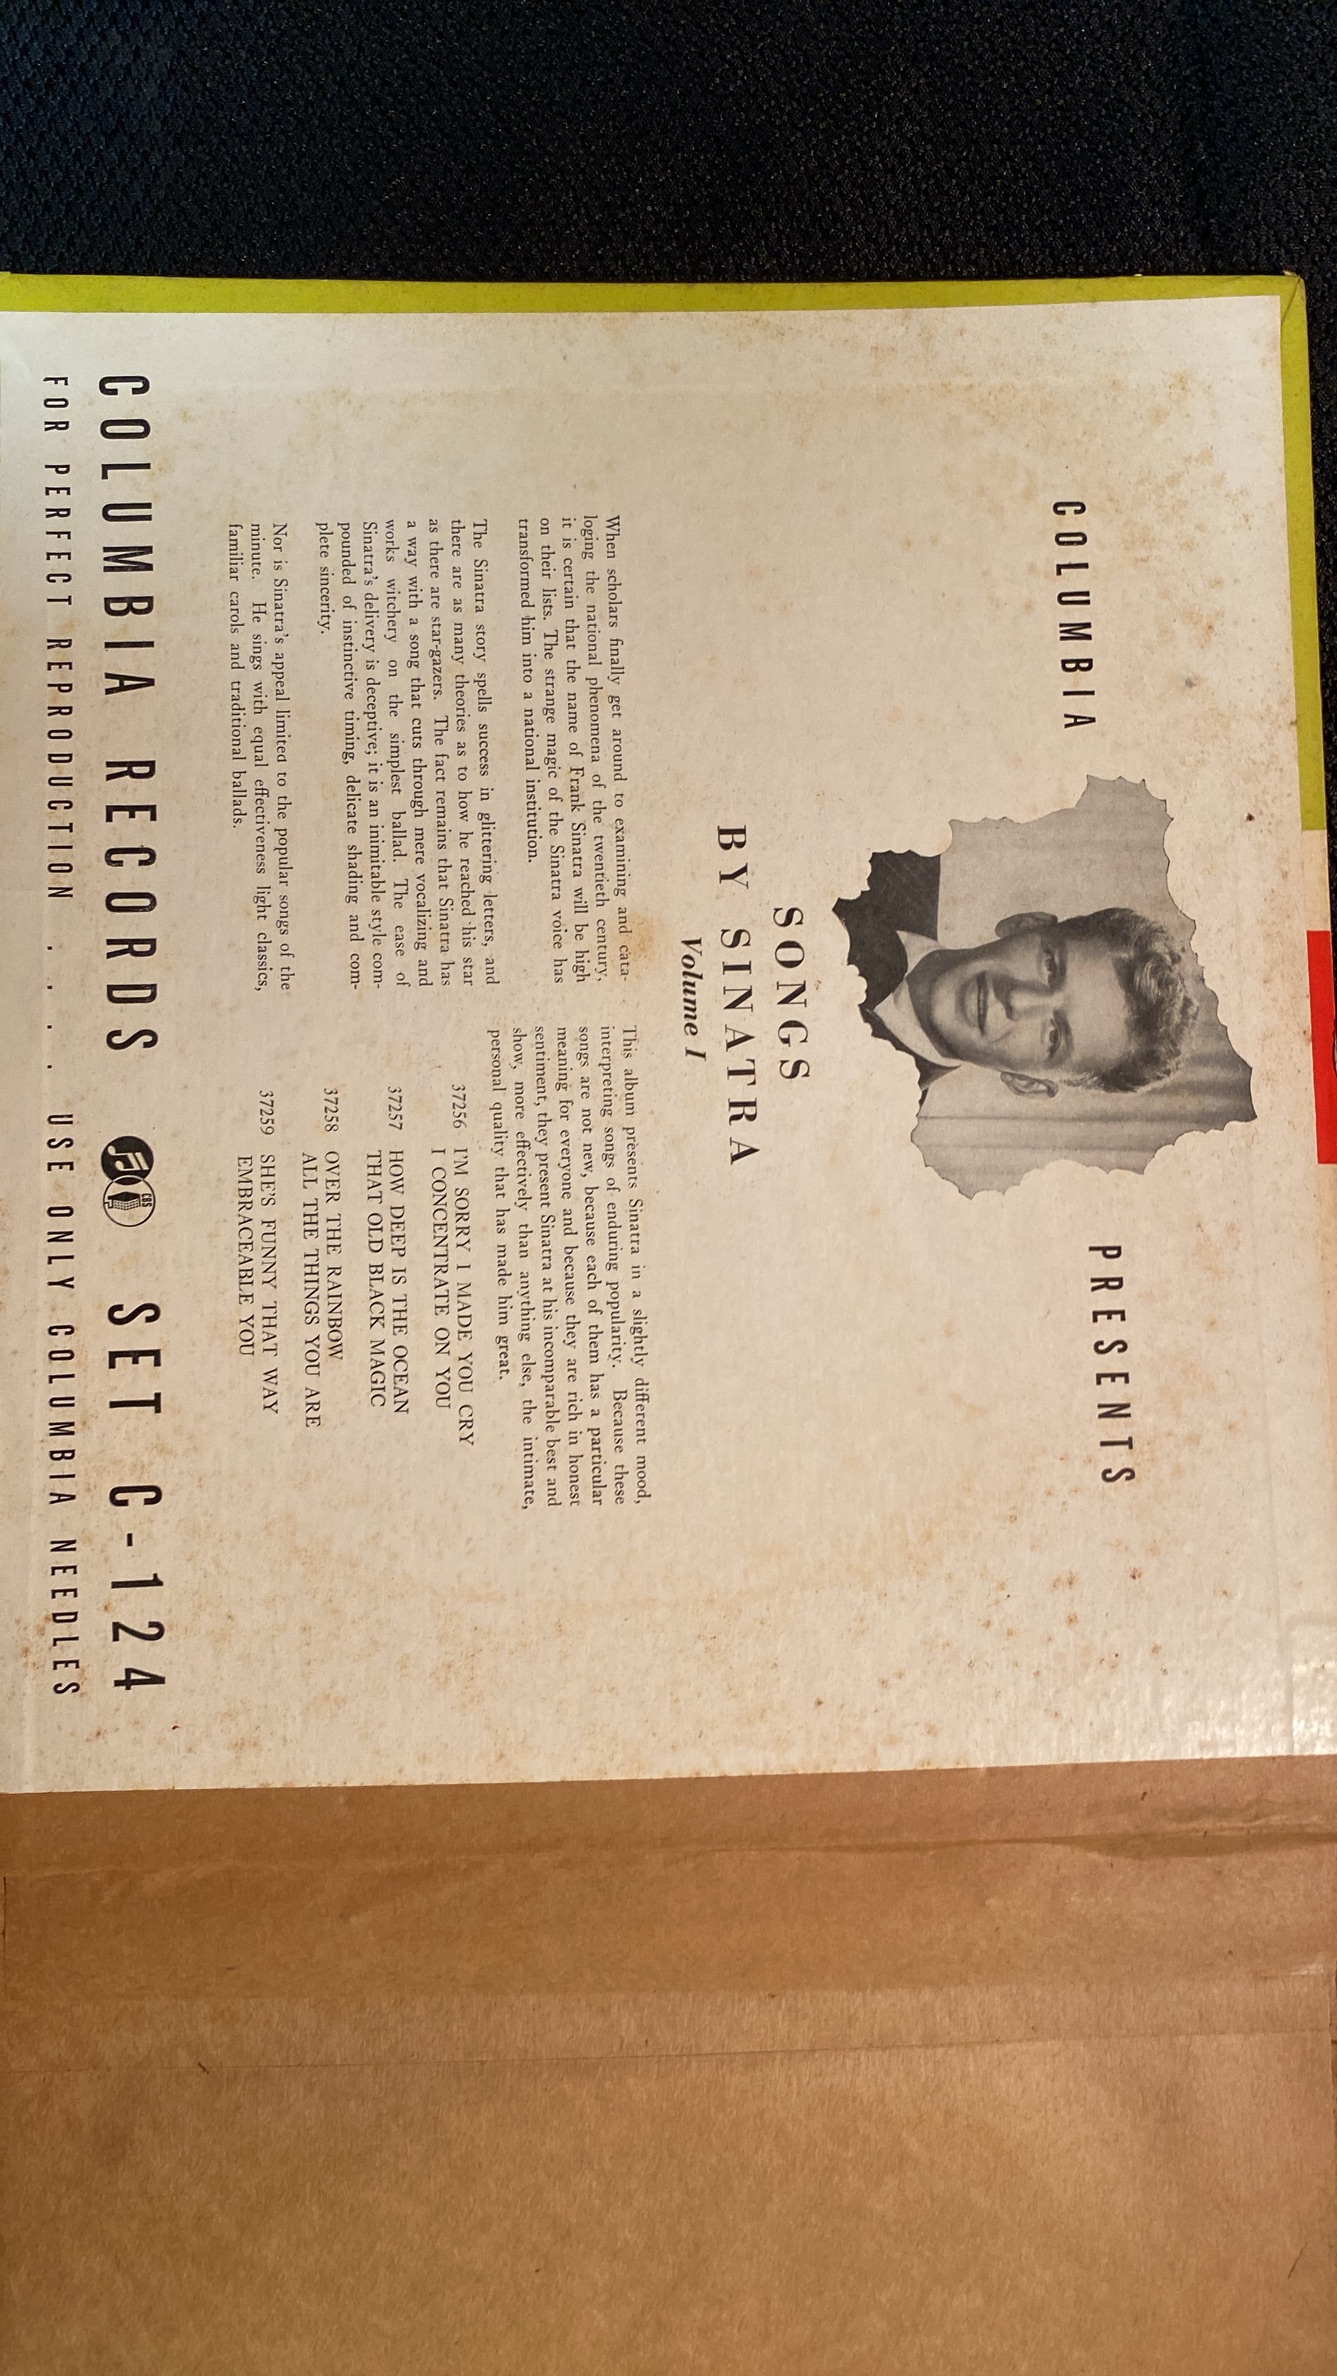 COLUMBIA
PRESENTS
SONGS
BY SINATRA
Volume I
When scholars finally get around to examining and cata-
loging the national phenomena of the twentieth century,
it is certain that the name of Frank Sinatra will be high
on their lists. The strange magic of the Sinatra voice has
transformed him into a national institution.
The Sinatra story spells success in glittering letters, and
there are as many theories as to how he reached his star
as there are star-gazers. The fact remains that Sinatra has
a way with a song that cuts through mere vocalizing and
works witchery on the simplest ballad. The ease of
Sinatra's delivery is deceptive; it is an inimitable style com-
pounded of instinctive timing, delicate shading and com-
plete sincerity.
Nor is Sinatra's appeal limited to the popular songs of the
minute. He sings with equal effectiveness light classics,
familiar carols and traditional ballads.
This album presents Sinatra in a slightly different mood,
interpreting songs of enduring popularity. Because these
songs are not new, because each of them has a particular
meaning for everyone and because they are rich in honest
sentiment, they present Sinatra at his incomparable best and
show, more effectively than anything else, the intimate,
personal quality that has made him great.
37256 I'M SORRY I MADE YOU CRY
I CONCENTRATE ON YOU
37257 HOW DEEP IS THE OCEAN
THAT OLD BLACK MAGIC
37258 OVER THE RAINBOW
ALL THE THINGS YOU ARE
37259 SHE'S FUNNY THAT WAY
EMBRACEABLE YOU
COLUMBIA RECORDS CBS SET C-124
FOR PERFECT REPRODUCTION . . . . USE ONLY COLUMBIA NEEDLES